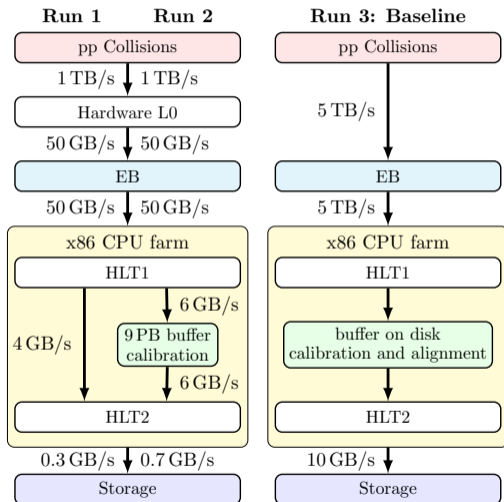 Run 1 Run 2 Run 3: Baseline
pp Collisions pp Collisions
1 TB/s 1 TB/s
Hardware L0
5 TB/s
50 GB/s 50 GB/s
EB EB
50 GB/s 50 GB/s 5 TB/s
x86 CPU farm x86 CPU farm
HLT1 HLT1
6 GB/s
9 PB buffer
calibration
buffer on disk
calibration and alignment
4 GB/s
6 GB/s
HLT2 HLT2
0.3 GB/s 0.7 GB/s 10 GB/s
Storage Storage